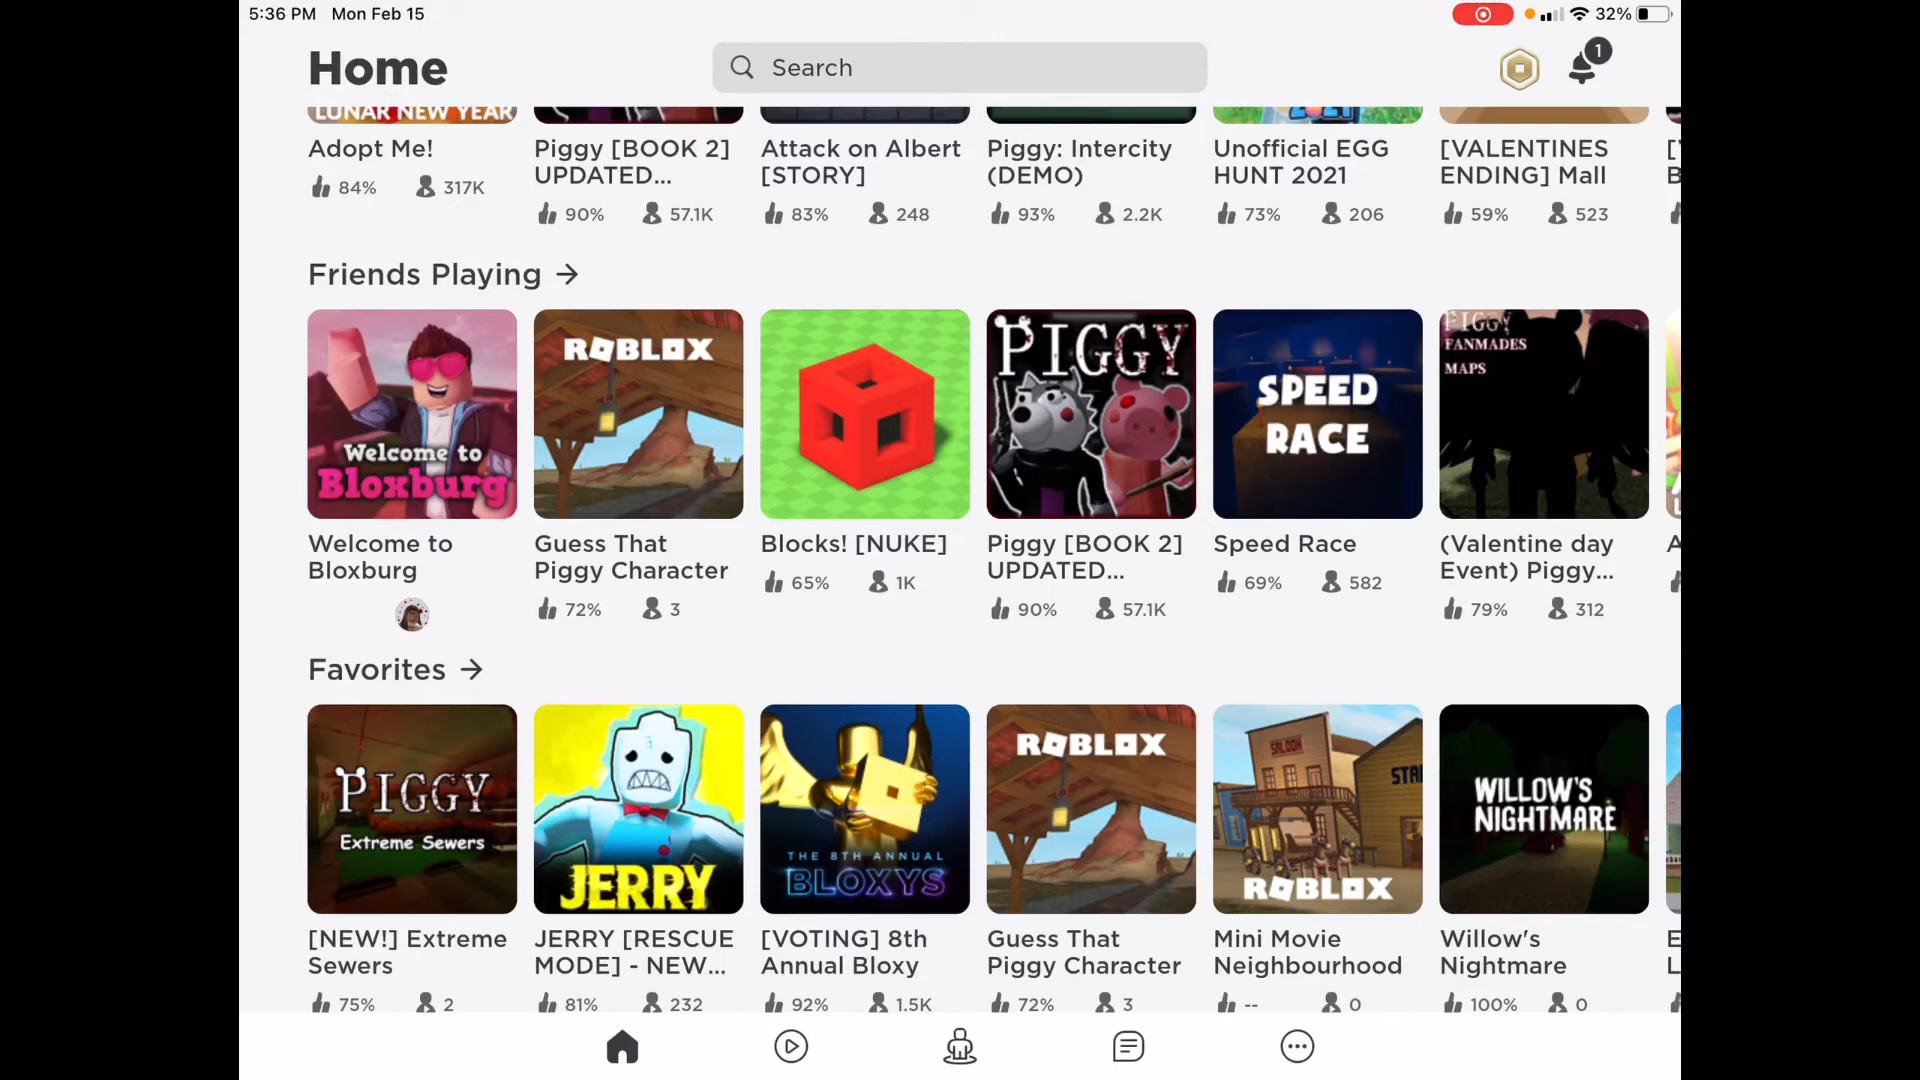 5:36 PM Mon Feb 15
32%
Home
Search
1
LUNAR NEW YEAR
2021
Adopt Me!
84% 317K
Piggy [BOOK 2]
UPDATED...
90% 57.1K
Attack on Albert
[STORY]
83% 248
Piggy: Intercity
(DEMO)
93% 2.2K
Unofficial EGG
HUNT 2021
73% 206
[VALENTINES
ENDING] Mall
59% 523
Friends Playing →
Welcome to
Bloxburg
ROBLOX
PIGGY
SPEED
RACE
PIGGY
FANMADES
MAPS
Welcome to
Bloxburg
Guess That
Piggy Character
72% 3
Blocks! [NUKE]
65% 1K
Piggy [BOOK 2]
UPDATED...
90% 57.1K
Speed Race
69% 582
(Valentine day
Event) Piggy...
79% 312
Favorites →
PIGGY
Extreme Sewers
JERRY
THE 8TH ANNUAL
BLOXYS
ROBLOX
SALOON
ROBLOX
WILLOW'S
NIGHTMARE
[NEW!] Extreme
Sewers
75% 2
JERRY [RESCUE
MODE] - NEW...
81% 232
[VOTING] 8th
Annual Bloxy
92% 1.5K
Guess That
Piggy Character
72% 3
Mini Movie
Neighbourhood
-- 0
Willow's
Nightmare
100% 0